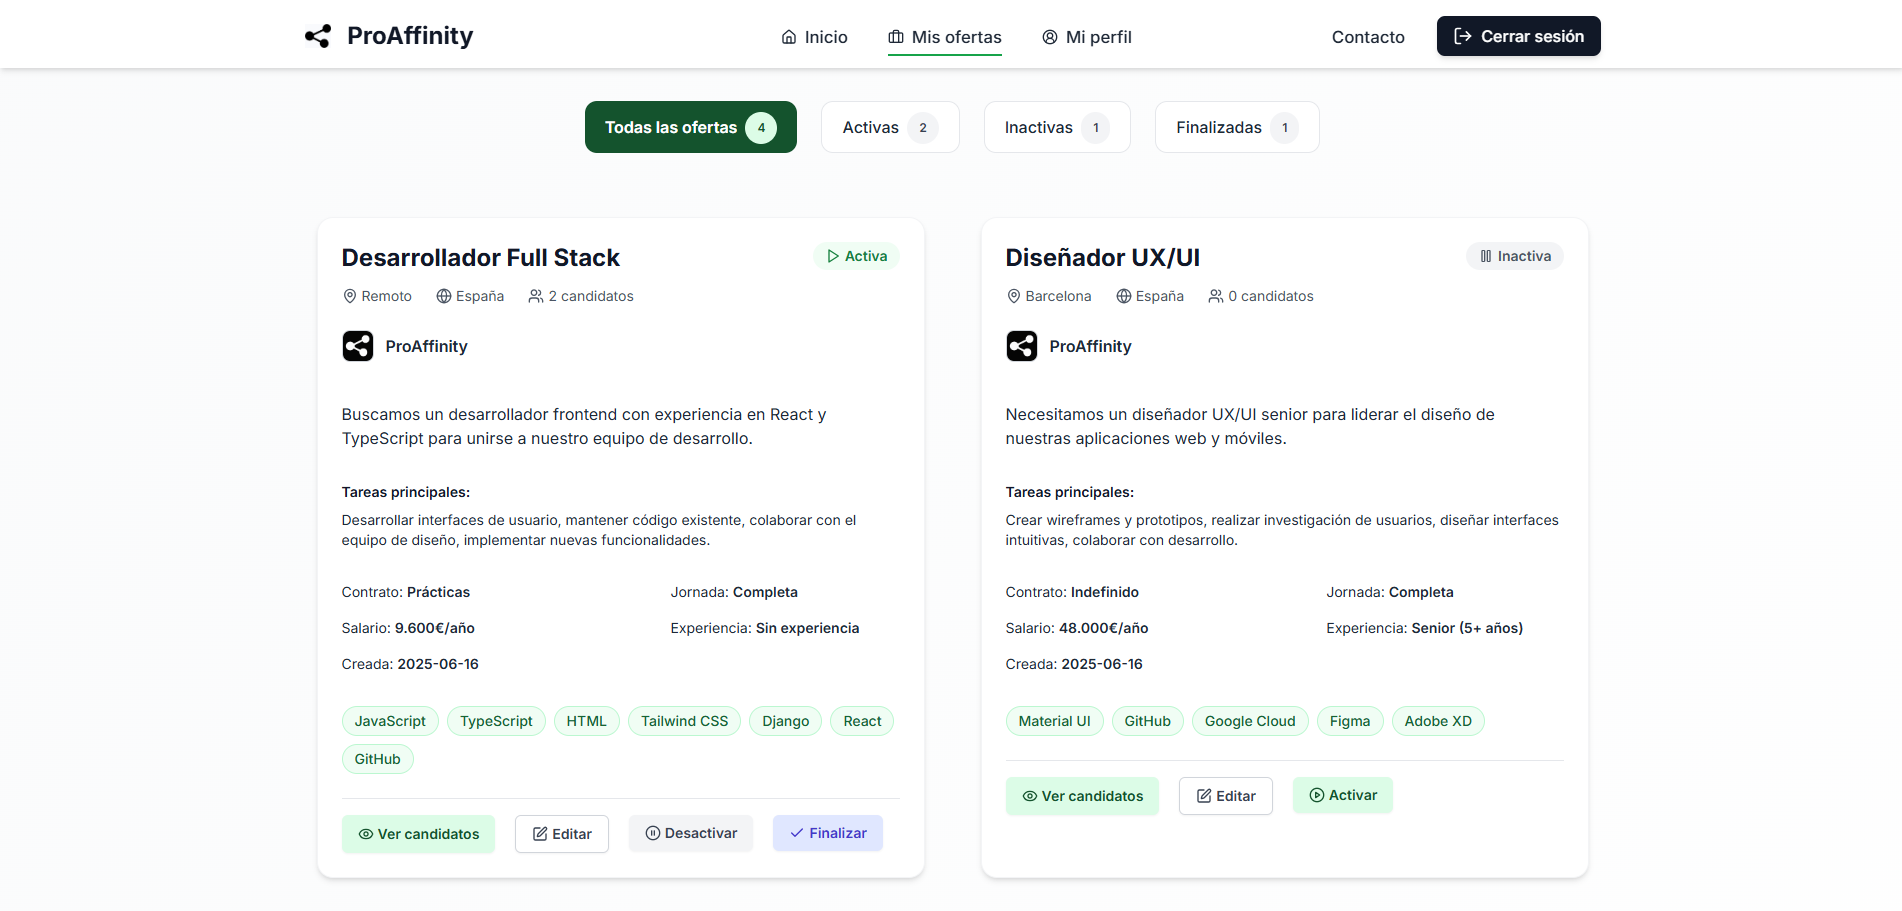 ProAffinity
Inicio
Mis ofertas
Mi perfil
Contacto
Cerrar sesión
Todas las ofertas 4
Activas 2
Inactivas 1
Finalizadas 1
Desarrollador Full Stack
Activa
Remoto España 2 candidatos
ProAffinity
Buscamos un desarrollador frontend con experiencia en React y
TypeScript para unirse a nuestro equipo de desarrollo.
Tareas principales:
Desarrollar interfaces de usuario, mantener código existente, colaborar con el
equipo de diseño, implementar nuevas funcionalidades.
Contrato: Prácticas Jornada: Completa
Salario: 9.600€/año Experiencia: Sin experiencia
Creada: 2025-06-16
JavaScript TypeScript HTML Tailwind CSS Django React
GitHub
Ver candidatos Editar Desactivar Finalizar
Diseñador UX/UI
Inactiva
Barcelona España 0 candidatos
ProAffinity
Necesitamos un diseñador UX/UI senior para liderar el diseño de
nuestras aplicaciones web y móviles.
Tareas principales:
Crear wireframes y prototipos, realizar investigación de usuarios, diseñar interfaces
intuitivas, colaborar con desarrollo.
Contrato: Indefinido Jornada: Completa
Salario: 48.000€/año Experiencia: Senior (5+ años)
Creada: 2025-06-16
Material UI GitHub Google Cloud Figma Adobe XD
Ver candidatos Editar Activar